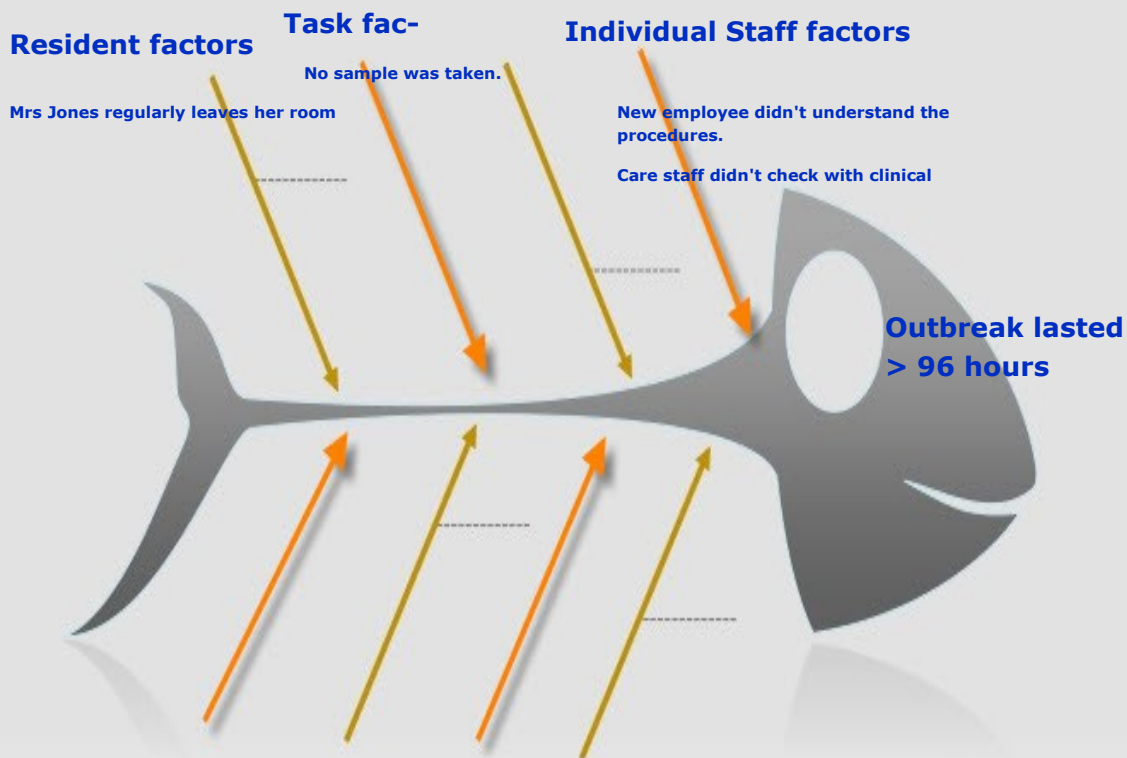 Resident factors
Task fac-
Individual Staff factors
No sample was taken.
Mrs Jones regularly leaves her room
New employee didn't understand the
procedures.
Care staff didn't check with clinical
Outbreak lasted
> 96 hours